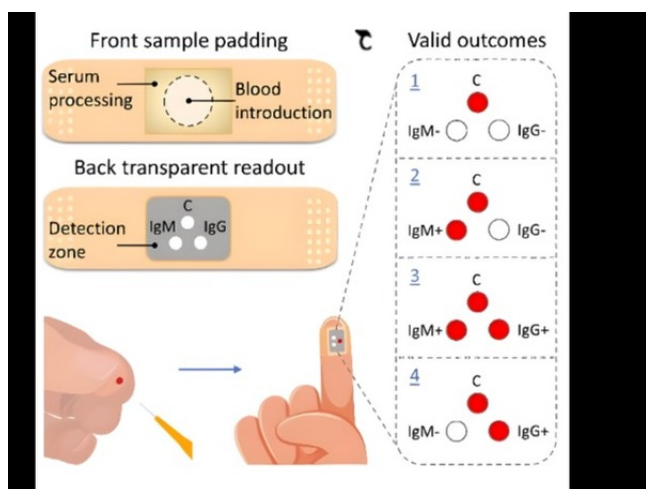 Front sample padding
Serum processing
Blood introduction
Back transparent readout
C
IgM
IgG
Detection zone
Valid outcomes
1
C
IgM-
IgG-
2
C
IgM+
IgG-
3
C
IgM+
IgG+
4
C
IgM-
IgG+